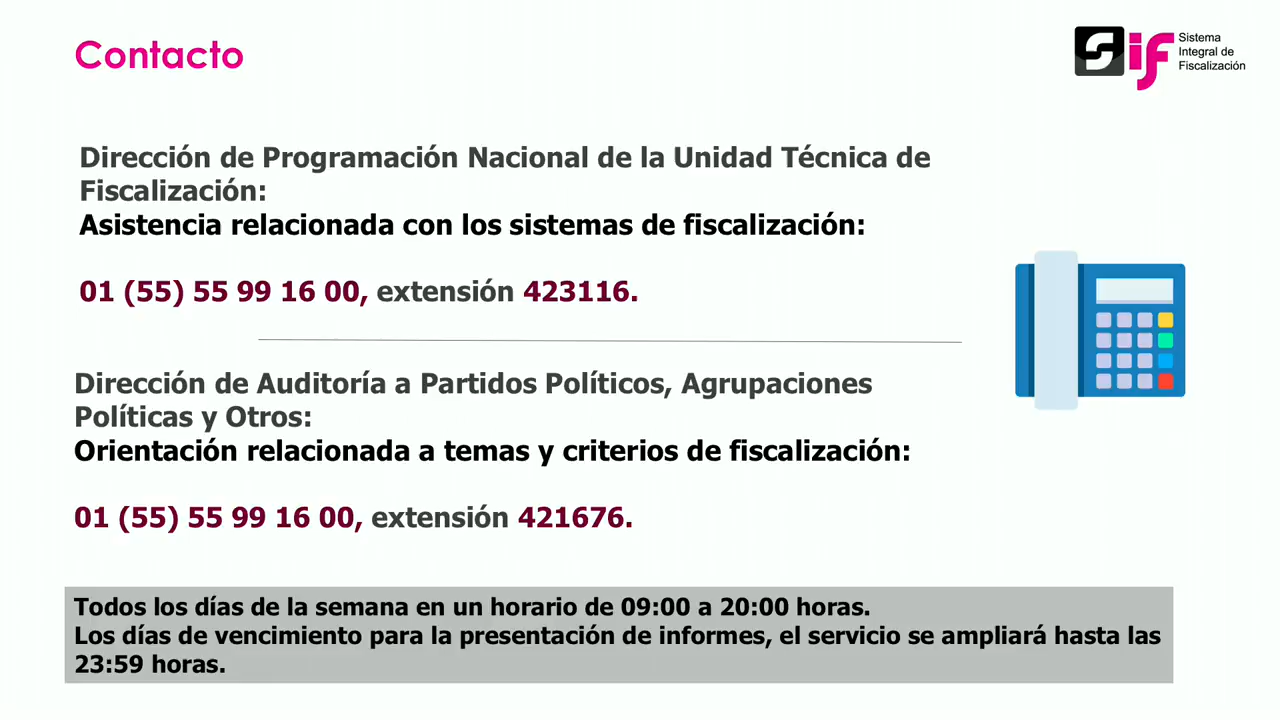 Contacto
SIF
Sistema
Integral de
Fiscalización
Dirección de Programación Nacional de la Unidad Técnica de
Fiscalización:
Asistencia relacionada con los sistemas de fiscalización:
01 (55) 55 99 16 00, extensión 423116.
Dirección de Auditoría a Partidos Políticos, Agrupaciones
Políticas y Otros:
Orientación relacionada a temas y criterios de fiscalización:
01 (55) 55 99 16 00, extensión 421676.
Todos los días de la semana en un horario de 09:00 a 20:00 horas.
Los días de vencimiento para la presentación de informes, el servicio se ampliará hasta las
23:59 horas.